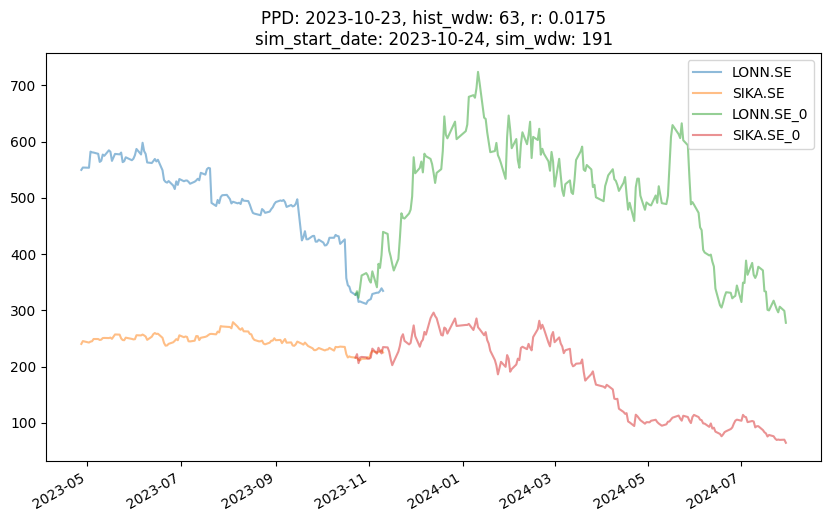 PPD: 2023-10-23, hist_wdw: 63, r: 0.0175
sim_start_date: 2023-10-24, sim_wdw: 191
LONN.SE
SIKA.SE
LONN.SE_0
SIKA.SE_0
700
600
500
400
300
200
100
2023-05
2023-07
2023-09
2023-11
2024-01
2024-03
2024-05
2024-07